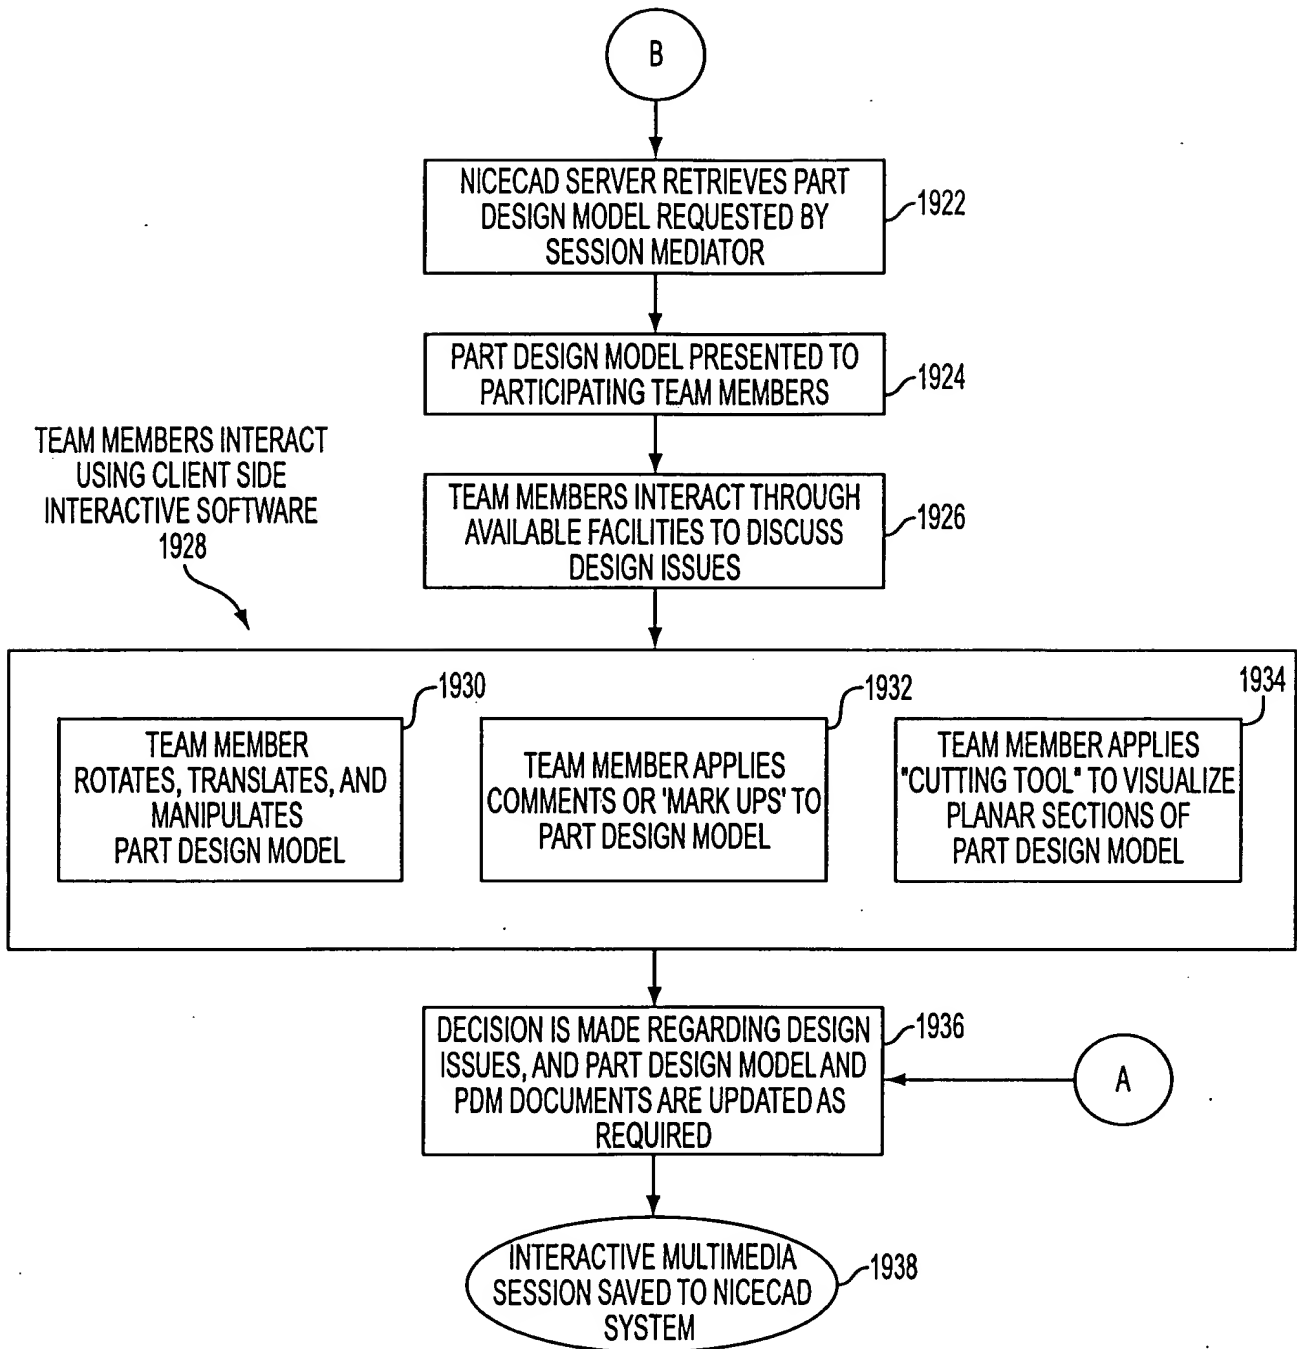 B
NICECAD SERVER RETRIEVES PART
DESIGN MODEL REQUESTED BY
SESSION MEDIATOR
1922
PART DESIGN MODEL PRESENTED TO
PARTICIPATING TEAM MEMBERS
1924
TEAM MEMBERS INTERACT
USING CLIENT SIDE
INTERACTIVE SOFTWARE
1928
TEAM MEMBERS INTERACT THROUGH
AVAILABLE FACILITIES TO DISCUSS
DESIGN ISSUES
1926
1930
TEAM MEMBER
ROTATES, TRANSLATES, AND
MANIPULATES
PART DESIGN MODEL
1932
TEAM MEMBER APPLIES
COMMENTS OR 'MARK UPS' TO
PART DESIGN MODEL
1934
TEAM MEMBER APPLIES
"CUTTING TOOL" TO VISUALIZE
PLANAR SECTIONS OF
PART DESIGN MODEL
DECISION IS MADE REGARDING DESIGN
ISSUES, AND PART DESIGN MODEL AND
PDM DOCUMENTS ARE UPDATED AS
REQUIRED
1936
A
INTERACTIVE MULTIMEDIA
SESSION SAVED TO NICECAD
SYSTEM
1938